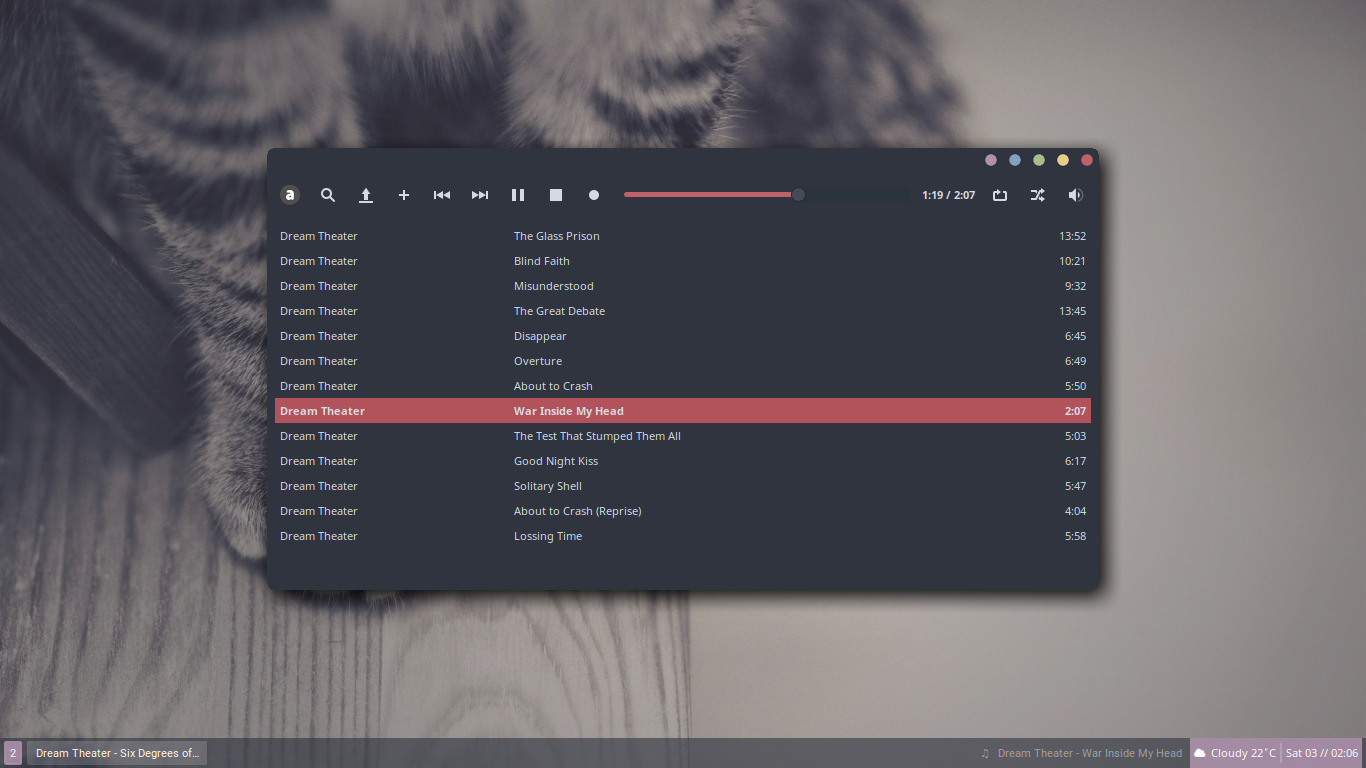 a 1:19 / 2:07
Dream Theater The Glass Prison 13:52
Dream Theater Blind Faith 10:21
Dream Theater Misunderstood 9:32
Dream Theater The Great Debate 13:45
Dream Theater Disappear 6:45
Dream Theater Overture 6:49
Dream Theater About to Crash 5:50
Dream Theater War Inside My Head 2:07
Dream Theater The Test That Stumped Them All 5:03
Dream Theater Good Night Kiss 6:17
Dream Theater Solitary Shell 5:47
Dream Theater About to Crash (Reprise) 4:04
Dream Theater Lossing Time 5:58
2 Dream Theater - Six Degrees of... ♫ Dream Theater - War Inside My Head Cloudy 22˚C Sat 03 // 02:06